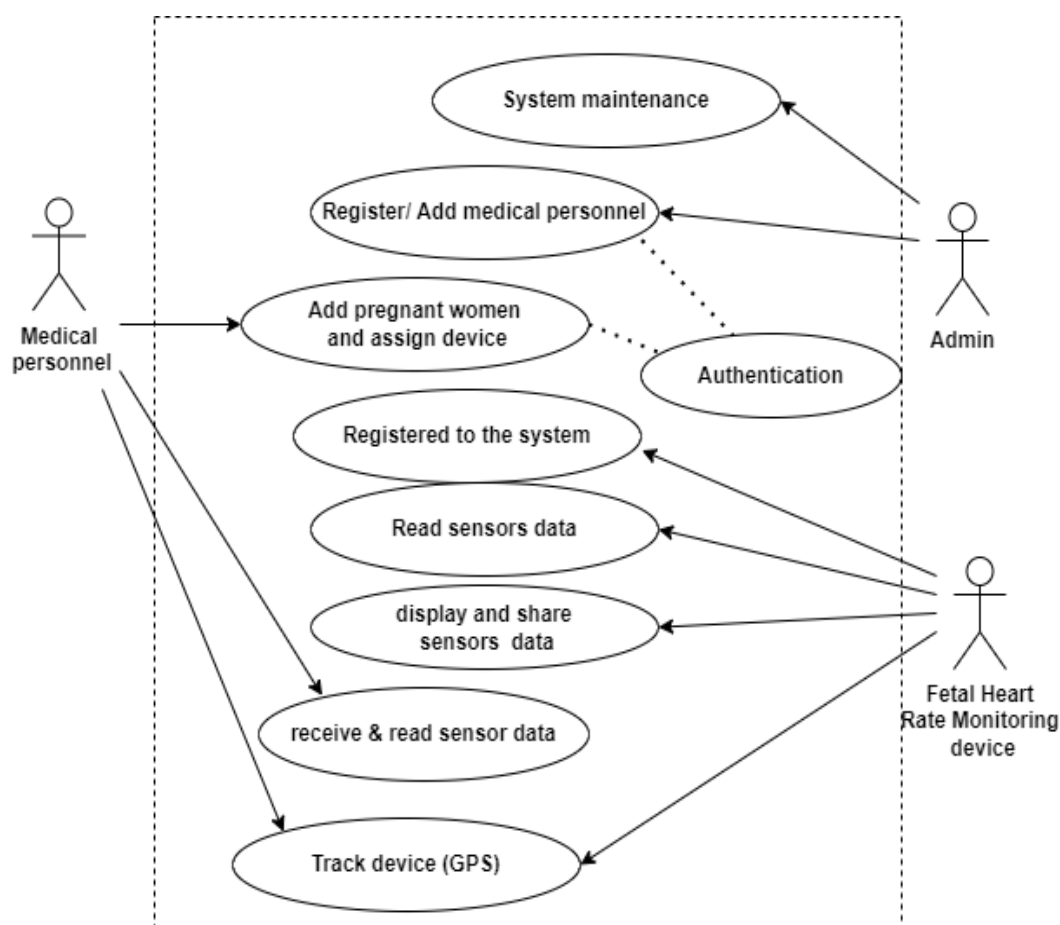 System maintenance
Register/ Add medical personnel
Medical
personnel
Add pregnant women
and assign device
Admin
Authentication
Registered to the system
Read sensors data
display and share
sensors data
Fetal Heart
Rate Monitoring
device
receive & read sensor data
Track device (GPS)